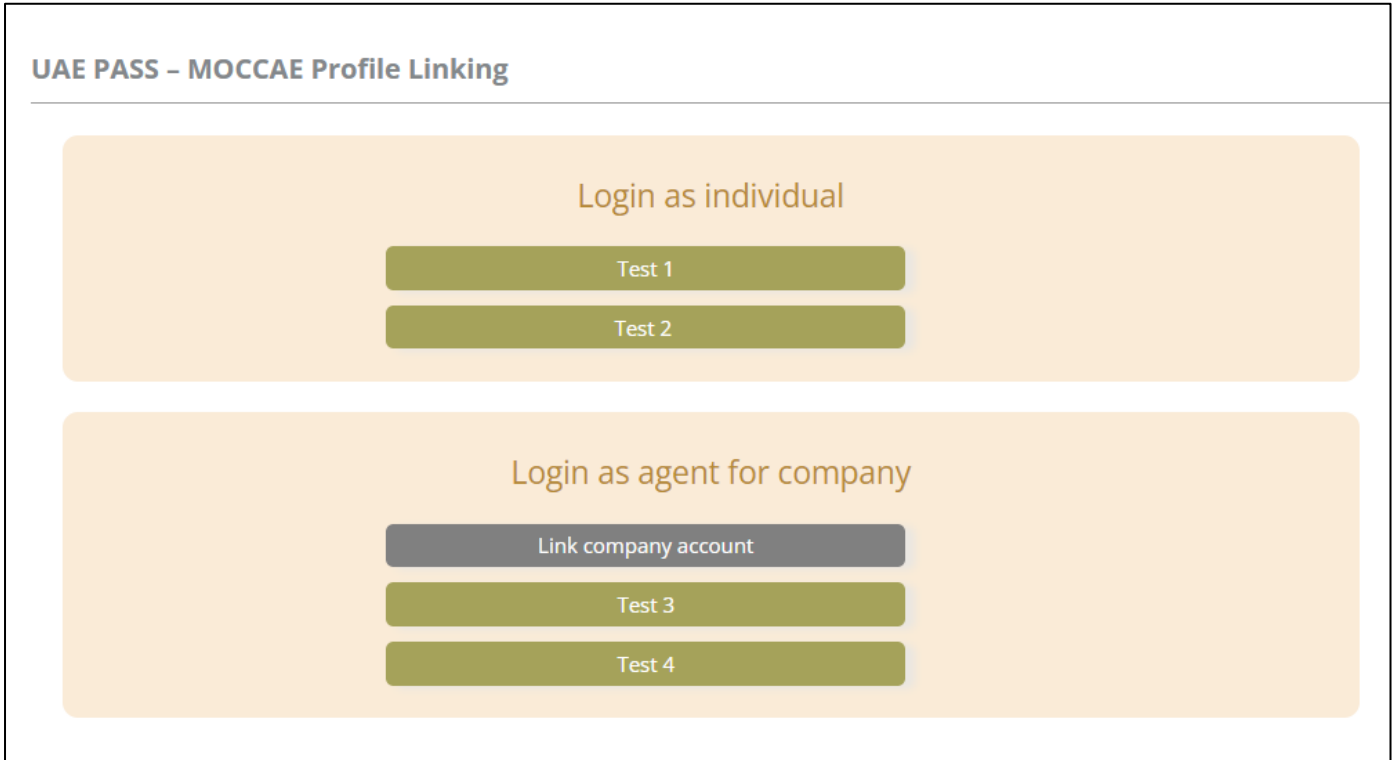 UAE PASS – MOCCAE Profile Linking
Login as individual
Test 1
Test 2
Login as agent for company
Link company account
Test 3
Test 4